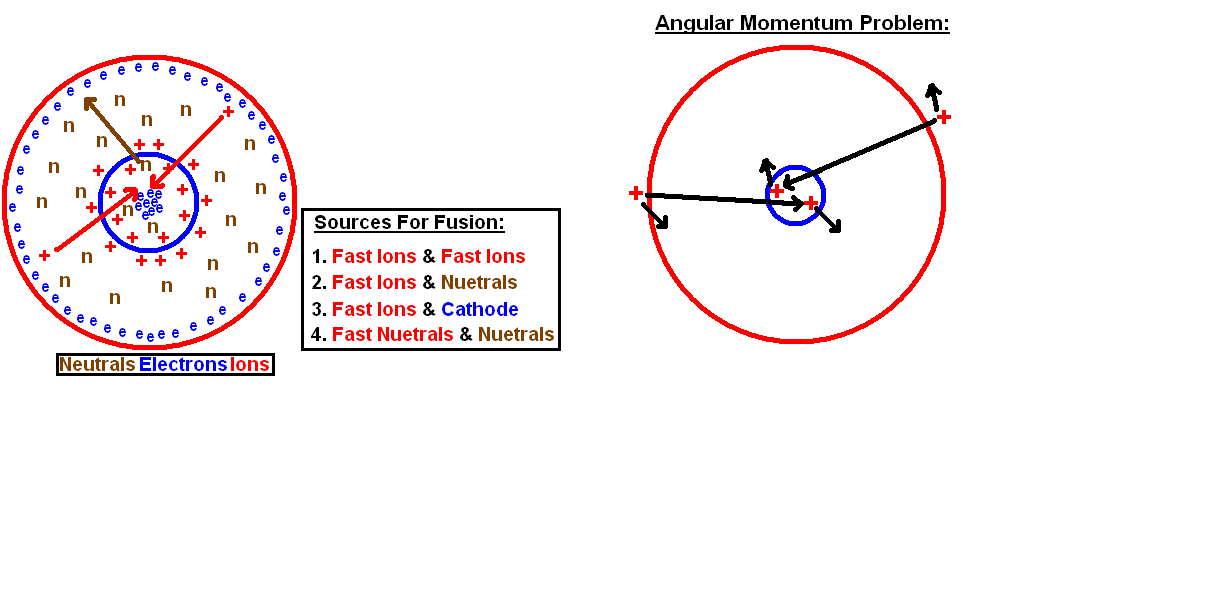 Angular Momentum Problem:
Sources For Fusion:
1. Fast Ions & Fast Ions
2. Fast Ions & Nuetrals
3. Fast Ions & Cathode
4. Fast Nuetrals & Nuetrals
Neutrals Electrons Ions